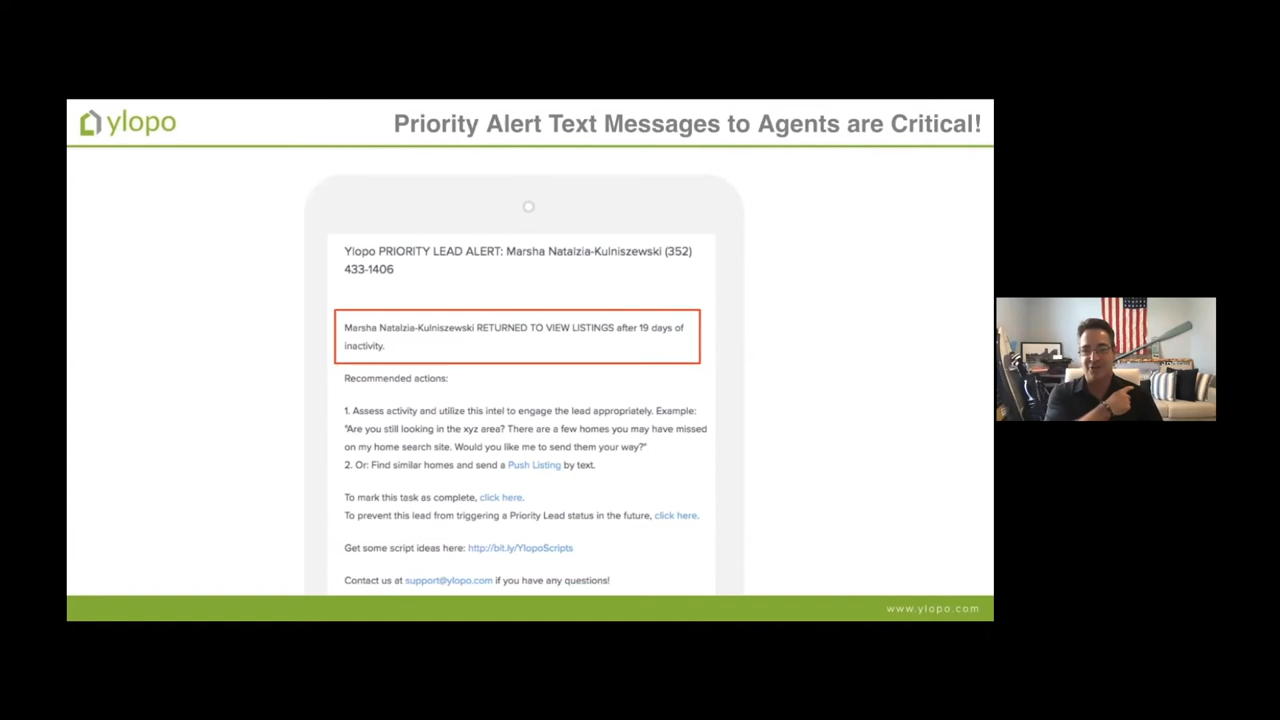 ylopo
Priority Alert Text Messages to Agents are Critical!
Ylopo PRIORITY LEAD ALERT: Marsha Natalzia-Kulniszewski (352)
433-1406
Marsha Natalzia-Kulniszewski RETURNED TO VIEW LISTINGS after 19 days of
inactivity.
Recommended actions:
1. Assess activity and utilize this intel to engage the lead appropriately. Example:
"Are you still looking in the xyz area? There are a few homes you may have missed
on my home search site. Would you like me to send them your way?"
2. Or: Find similar homes and send a Push Listing by text.
To mark this task as complete, click here.
To prevent this lead from triggering a Priority Lead status in the future, click here.
Get some script ideas here: http://bit.ly/YlopoScripts
Contact us at support@ylopo.com if you have any questions!
www.ylopo.com